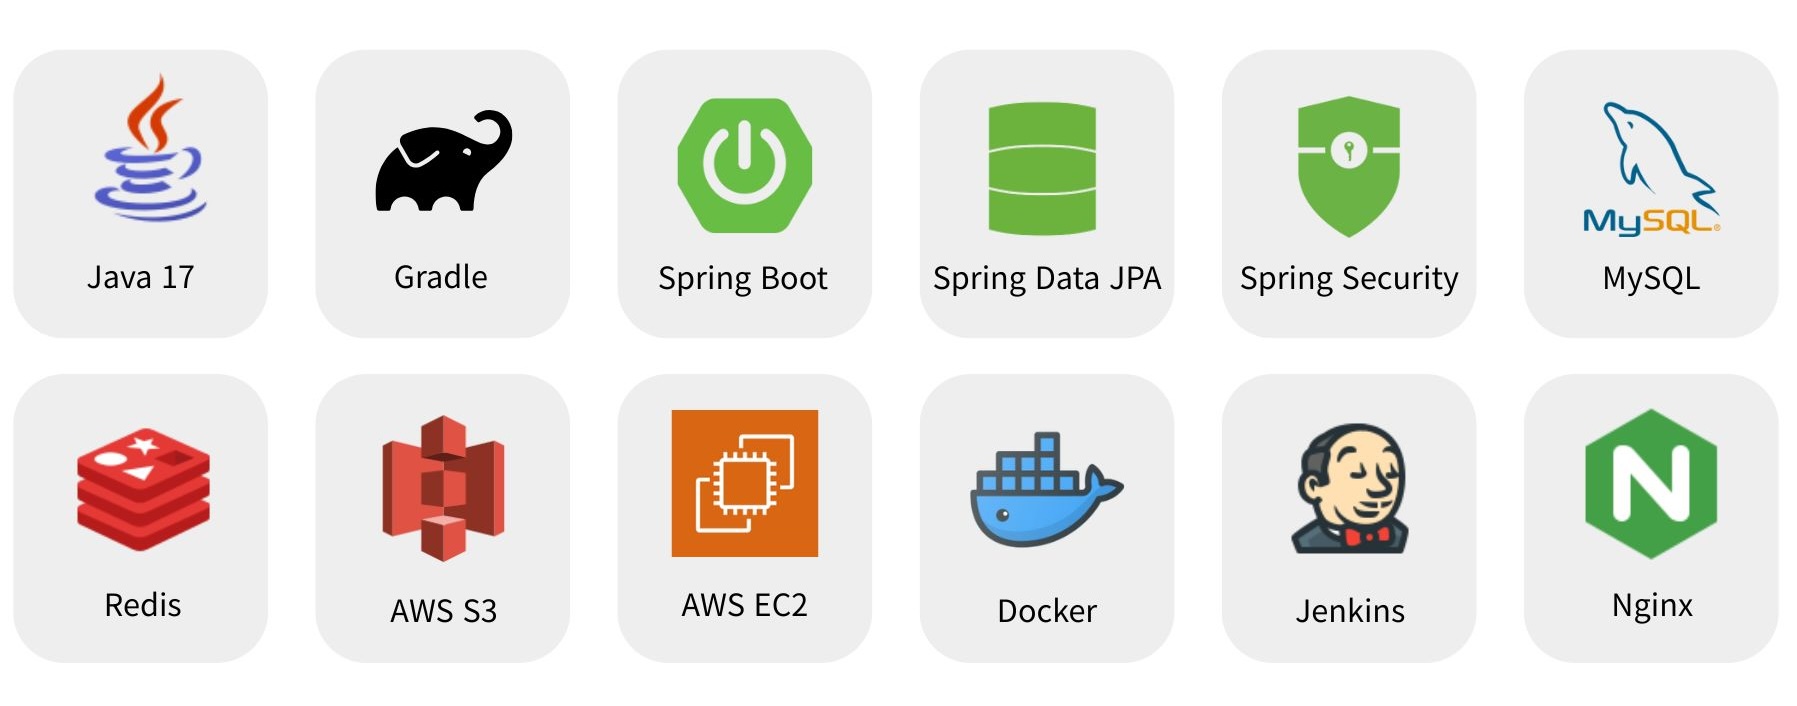 MySQL®
Java 17
Gradle
Spring Boot
Spring Data JPA
Spring Security
MySQL
N
Redis
AWS S3
AWS EC2
Docker
Jenkins
Nginx